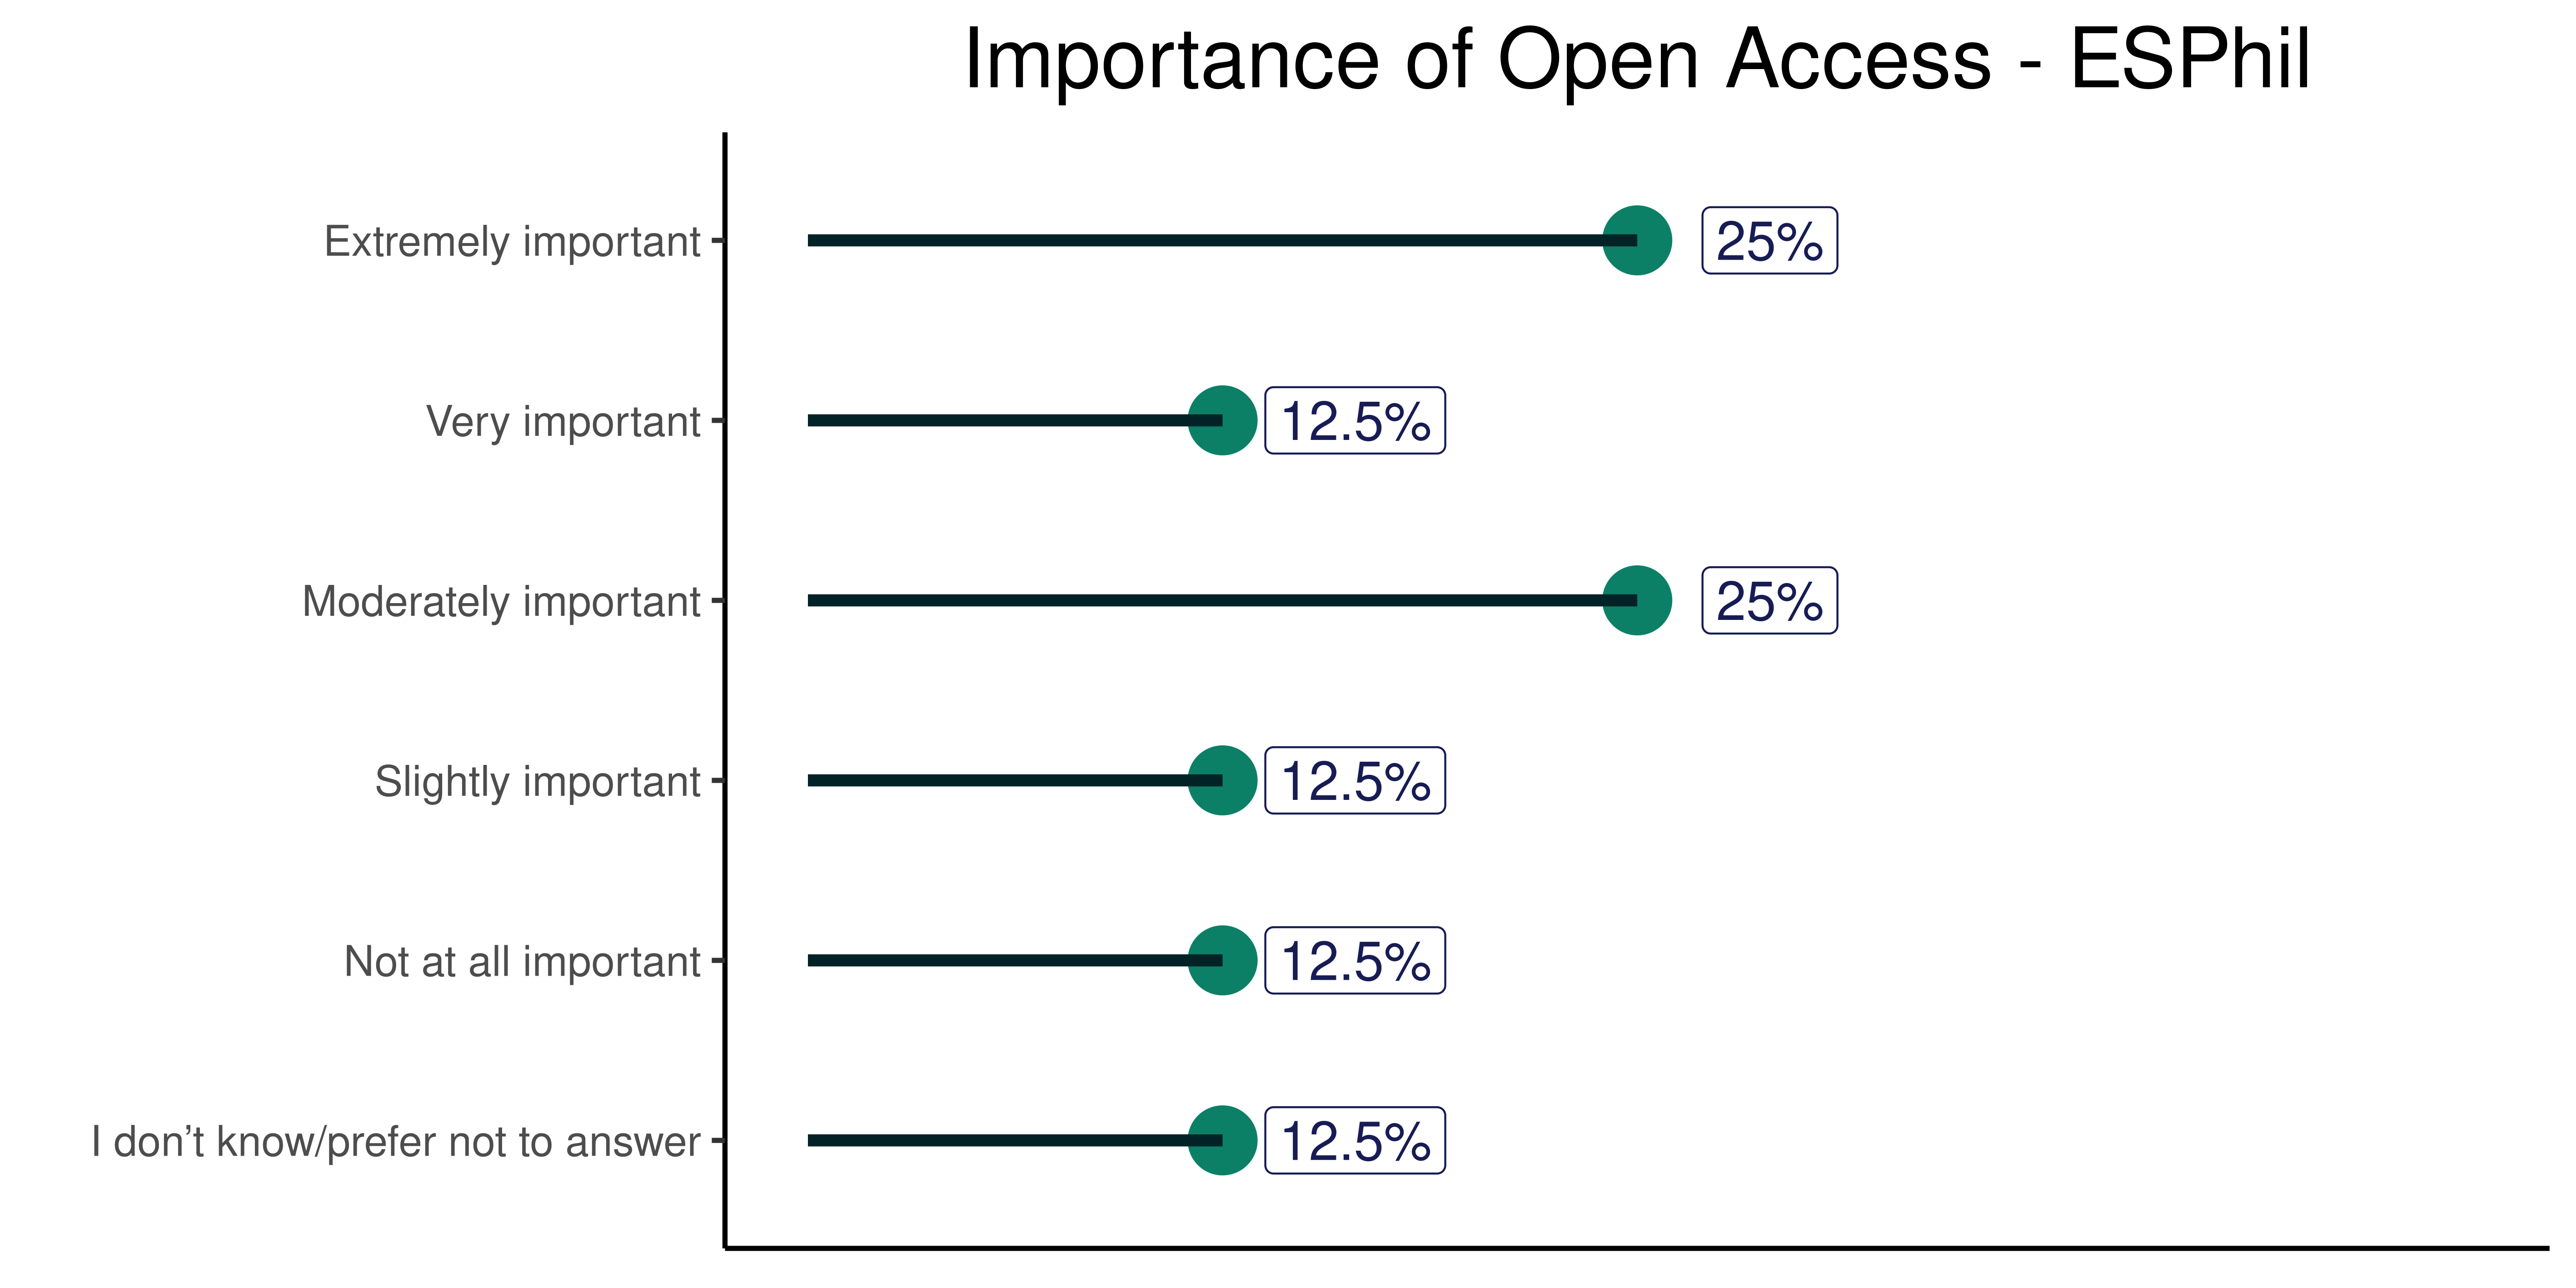 Importance of Open Access - ESPhil
Extremely important
25%
Very important
12.5%
Moderately important
25%
Slightly important
12.5%
Not at all important
12.5%
I don’t know/prefer not to answer
12.5%